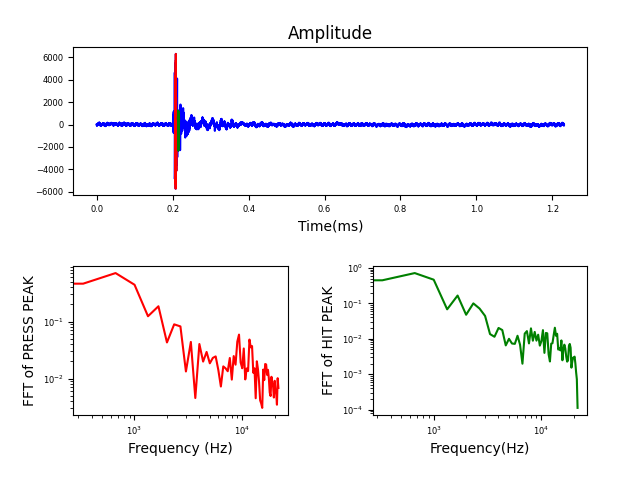 Amplitude
6000
4000
2000
0
−2000
−4000
−6000
0.0 0.2 0.4 0.6 0.8 1.0 1.2
Time(ms)
FFT of PRESS PEAK
10⁻¹
10⁻²
10³ 10⁴
Frequency (Hz)
FFT of HIT PEAK
10⁰
10⁻¹
10⁻²
10⁻³
10⁻⁴
10³ 10⁴
Frequency(Hz)